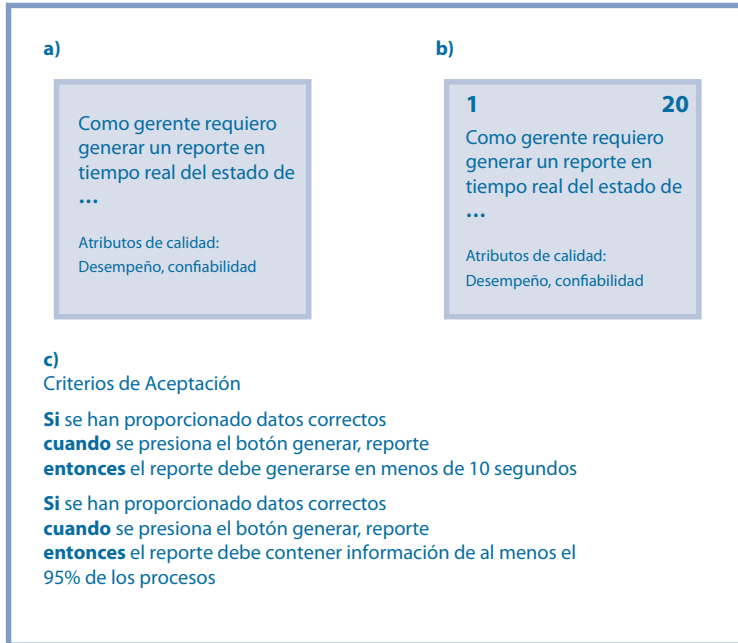 a)
Como gerente requiero
generar un reporte en
tiempo real del estado de
...
Atributos de calidad:
Desempeño, confiabilidad
b)
1 20
Como gerente requiero
generar un reporte en
tiempo real del estado de
...
Atributos de calidad:
Desempeño, confiabilidad
c)
Criterios de Aceptación
Si se han proporcionado datos correctos
cuando se presiona el botón generar, reporte
entonces el reporte debe generarse en menos de 10 segundos
Si se han proporcionado datos correctos
cuando se presiona el botón generar, reporte
entonces el reporte debe contener información de al menos el
95% de los procesos